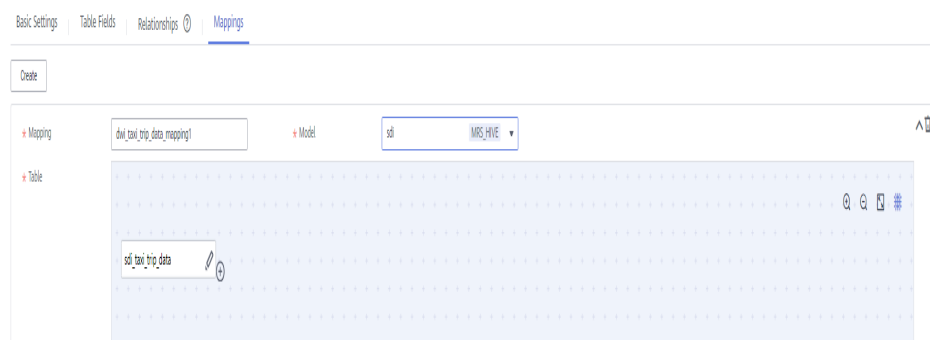 Basic Settings Table Fields Relationships ? Mappings
Create
* Mapping dwi_taxi_trip_data_mapping1 * Model sdi MRS_HIVE
* Table
sdi_taxi_trip_data